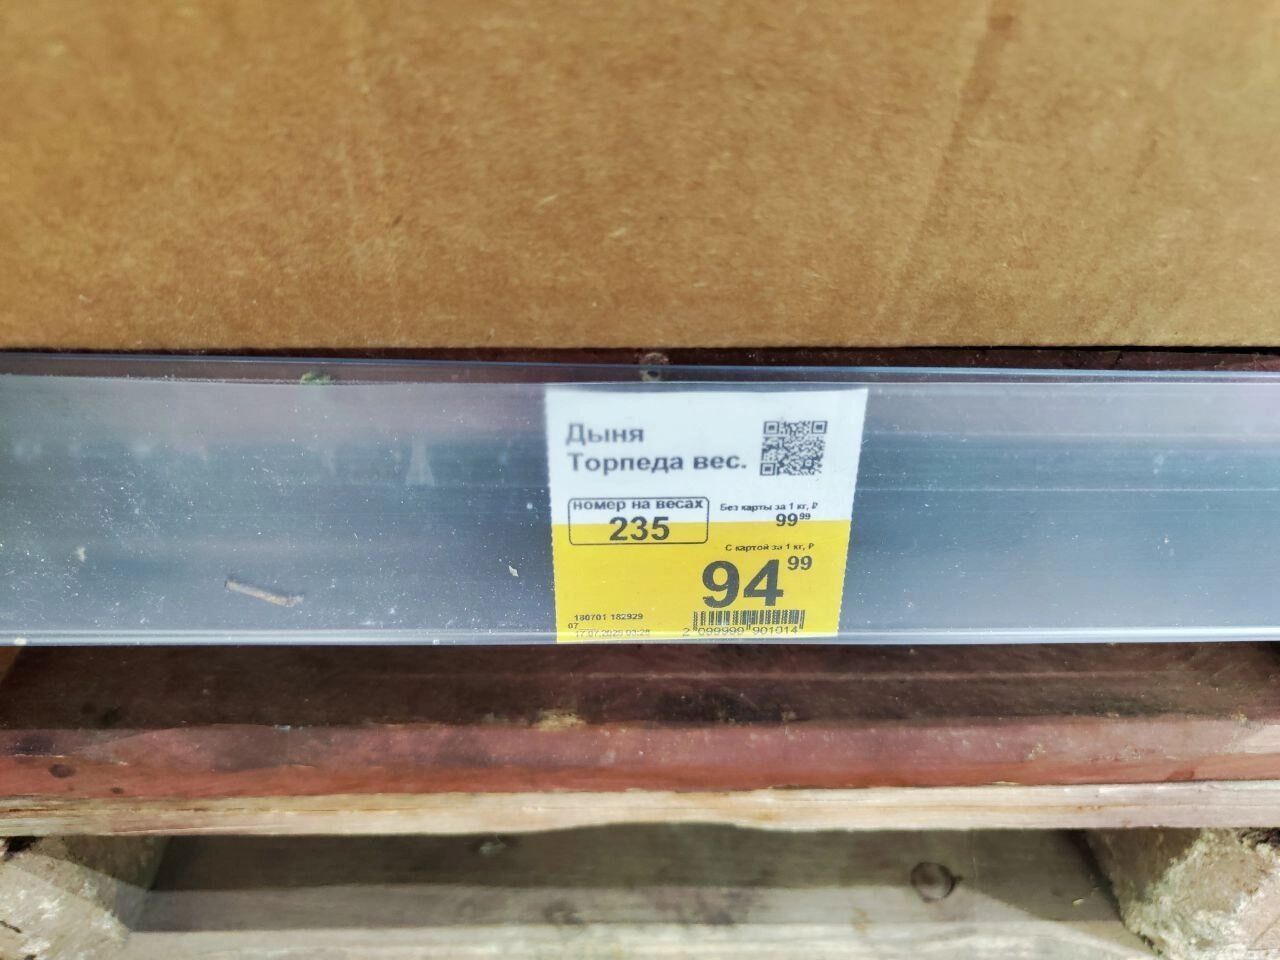 Дыня
Торпеда вес.
номер на весах
235
Без карты за 1 кг, ₽
99 99
С картой за 1 кг, ₽
94 99
180701 182929
07
2 099999 901014